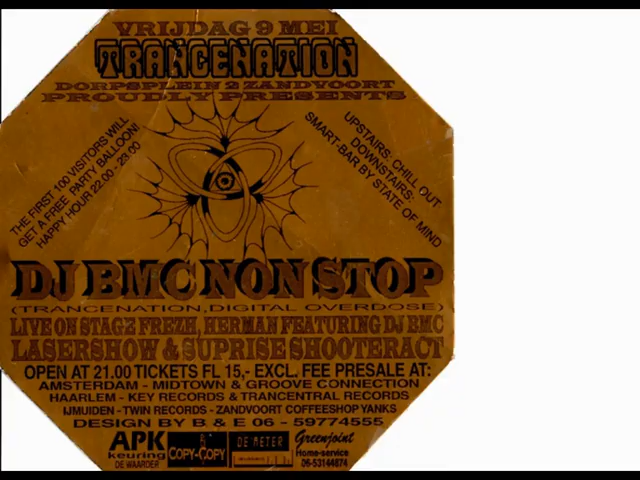 VRIJDAG 9 MEI
TRANCENATION
DORPSPLEIN 2 ZANDVOORT
PROUDLY PRESENTS
THE FIRST 100 VISITORS WILL
GET A FREE PARTY BALLOON!
HAPPY HOUR 22.00 - 23.00
UPSTAIRS: CHILL OUT
DOWNSTAIRS:
SMART-BAR BY STATE OF MIND
DJ BMC NON STOP
(TRANCENATION,DIGITAL OVERDOSE)
LIVE ON STAGE FREZH, HERMAN FEATURING DJ BMC
LASERSHOW & SUPRISE SHOOTERACT
OPEN AT 21.00 TICKETS FL 15,- EXCL. FEE PRESALE AT:
AMSTERDAM - MIDTOWN & GROOVE CONNECTION
HAARLEM - KEY RECORDS & TRANCENTRAL RECORDS
IJMUIDEN - TWIN RECORDS - ZANDVOORT COFFEESHOP YANKS
DESIGN BY B & E 06 - 59774555
APK
keuring
DE WAARDER
COPY-COPY
DE METER
Greenjoint
Home-service
06-53144874